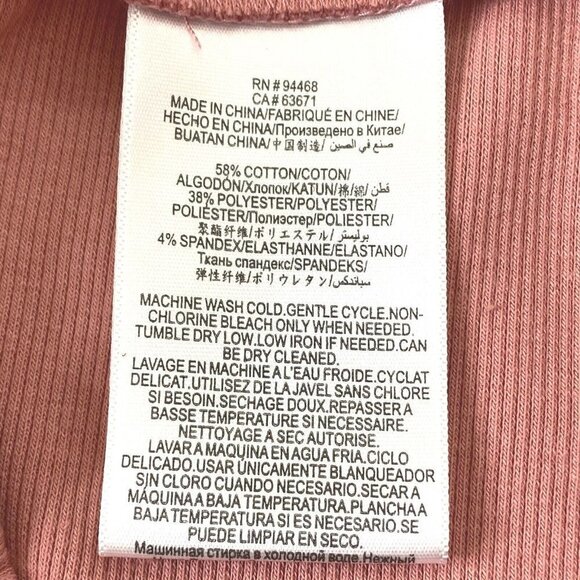 RN # 94468
CA # 63671
MADE IN CHINA/FABRIQUÉ EN CHINE/
HECHO EN CHINA/Произведено в Китае/
BUATAN CHINA/中国制造/ صنع في الصين/
58% COTTON/COTON/
ALGODÓN/Хлопок/KATUN/棉/綿/قطن/
38% POLYESTER/POLYESTER/
POLIÉSTER/Полиэстер/POLIESTER/
聚酯纤维/ポリエステル/بوليستر/
4% SPANDEX/ELASTHANNE/ELASTANO/
Ткань спандекс/SPANDEKS/
弹性纤维/ポリウレタン/سباندكس/
MACHINE WASH COLD.GENTLE CYCLE.NON-
CHLORINE BLEACH ONLY WHEN NEEDED.
TUMBLE DRY LOW.LOW IRON IF NEEDED.CAN
BE DRY CLEANED.
LAVAGE EN MACHINE A L'EAU FROIDE.CYCLAT
DELICAT.UTILISEZ DE LA JAVEL SANS CHLORE
SI BESOIN.SECHAGE DOUX.REPASSER A
BASSE TEMPERATURE SI NECESSAIRE.
NETTOYAGE A SEC AUTORISE.
LAVAR A MAQUINA EN AGUA FRIA.CICLO
DELICADO.USAR ÚNICAMENTE BLANQUEADOR
SIN CLORO CUANDO NECESARIO.SECAR A
MÁQUINA A BAJA TEMPERATURA.PLANCHA A
BAJA TEMPERATURA SI ES NECESARIO.SE
PUEDE LIMPIAR EN SECO.
Машинная стирка в холодной воде.Нежный